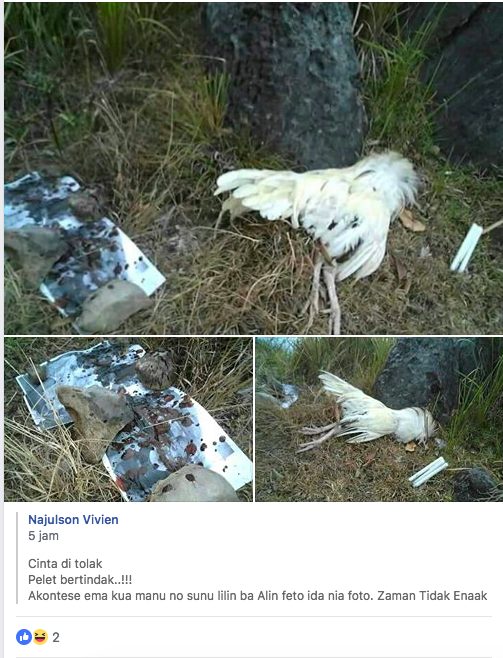 Najulson Vivien
5 jam
Cinta di tolak
Pelet bertindak..!!!
Akontese ema kua manu no sunu lilin ba Alin feto ida nia foto. Zaman Tidak Enaak
2